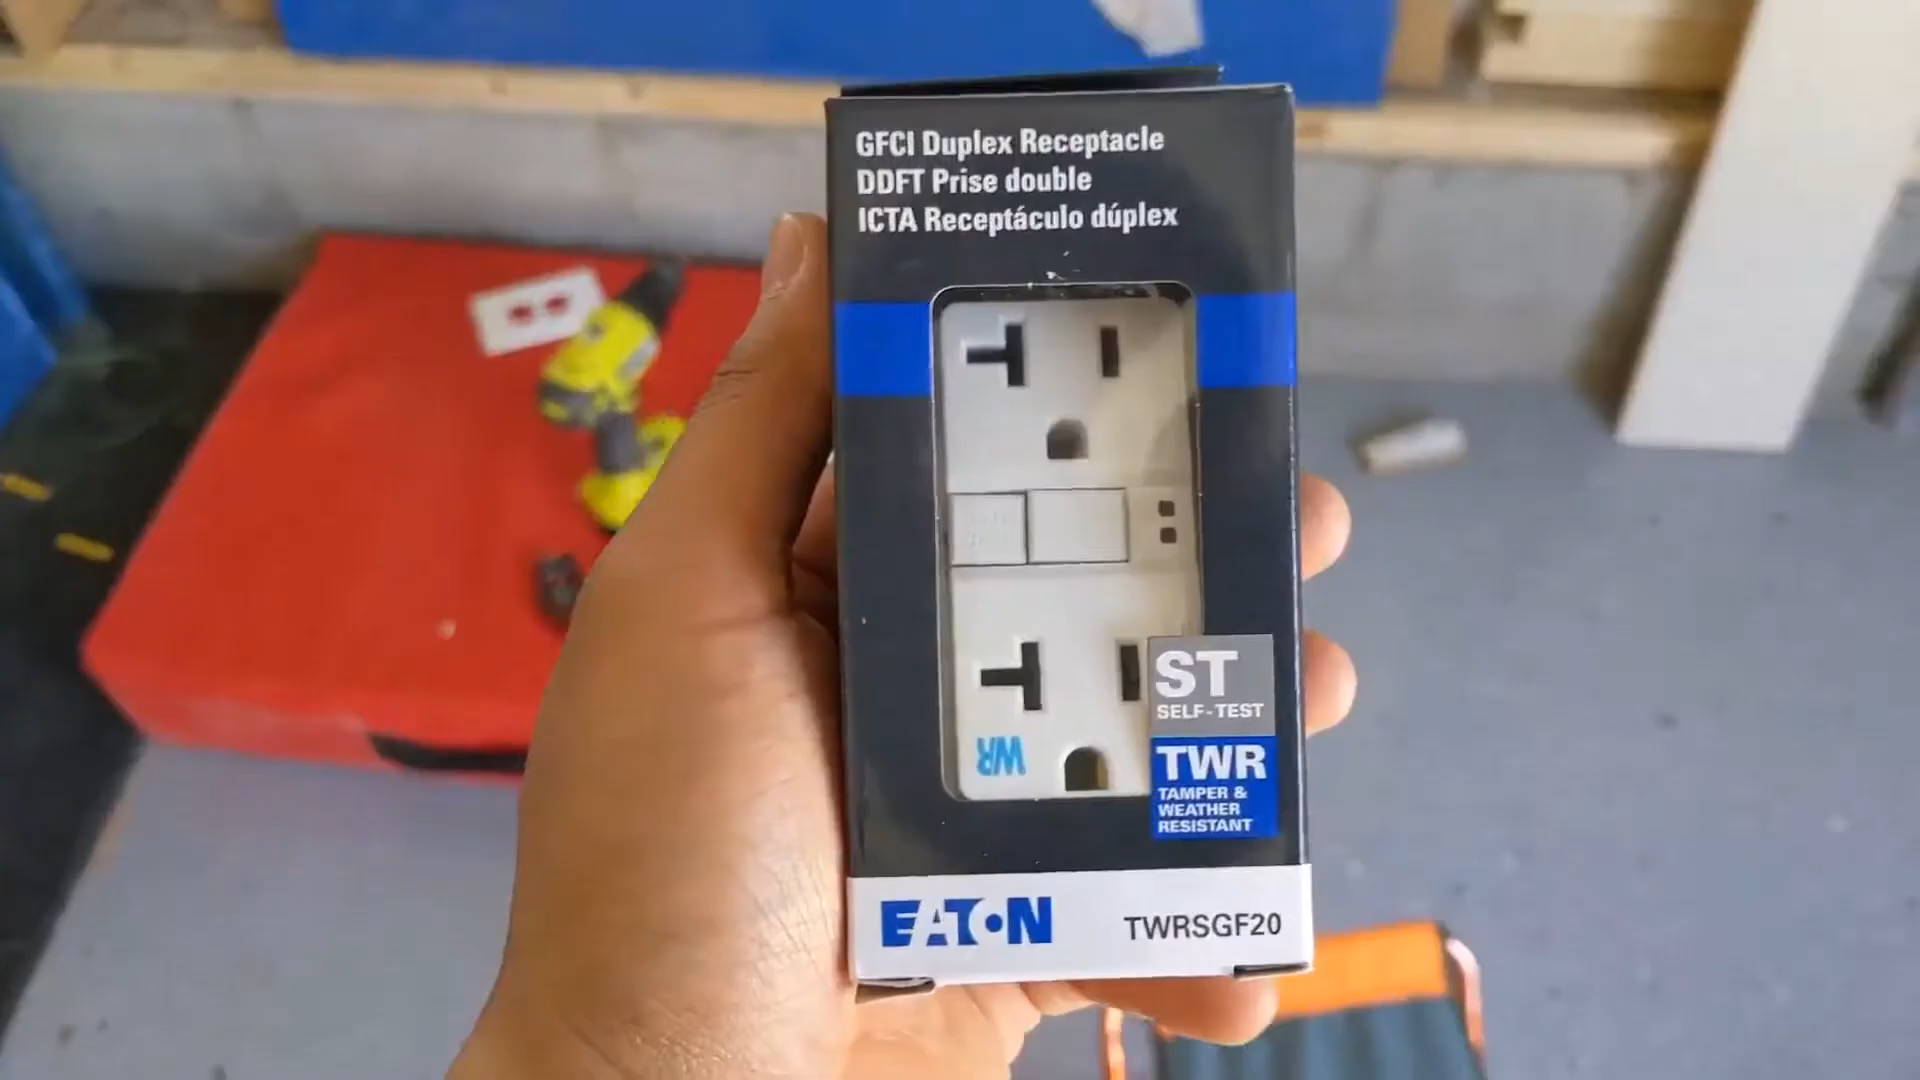 GFCI Duplex Receptacle
DDFT Prise double
ICTA Receptáculo dúplex
WR
ST
SELF-TEST
TWR
TAMPER &
WEATHER
RESISTANT
EATON
TWRSGF20